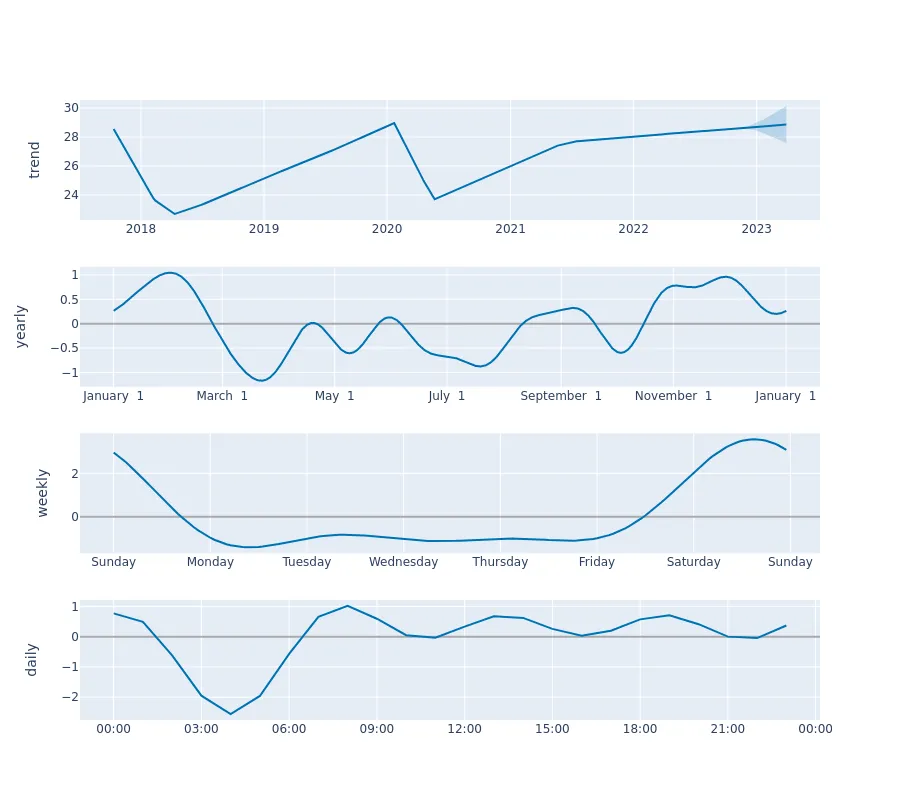 trend
30
28
26
24
2018 2019 2020 2021 2022 2023
yearly
1
0.5
0
−0.5
−1
January 1 March 1 May 1 July 1 September 1 November 1 January 1
weekly
2
0
Sunday Monday Tuesday Wednesday Thursday Friday Saturday Sunday
daily
1
0
−1
−2
00:00 03:00 06:00 09:00 12:00 15:00 18:00 21:00 00:00